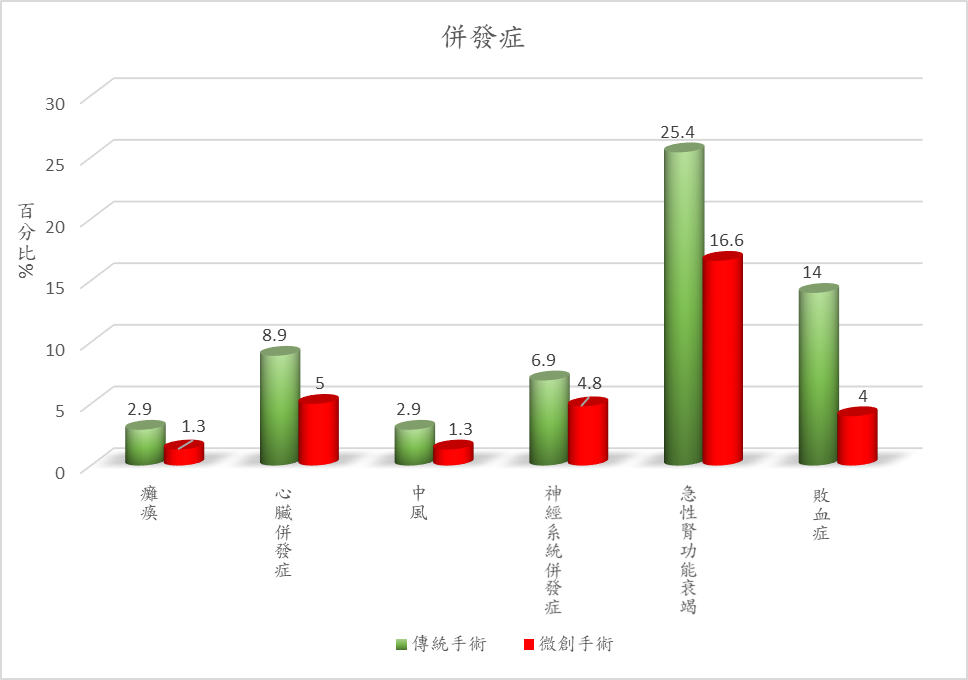 併發症
30
25
20
15
10
5
0
百分比%
2.9
1.3
8.9
5
2.9
1.3
6.9
4.8
25.4
16.6
14
4
癱瘓
心臟併發症
中風
神經系統併發症
急性腎功能衰竭
敗血症
傳統手術
微創手術